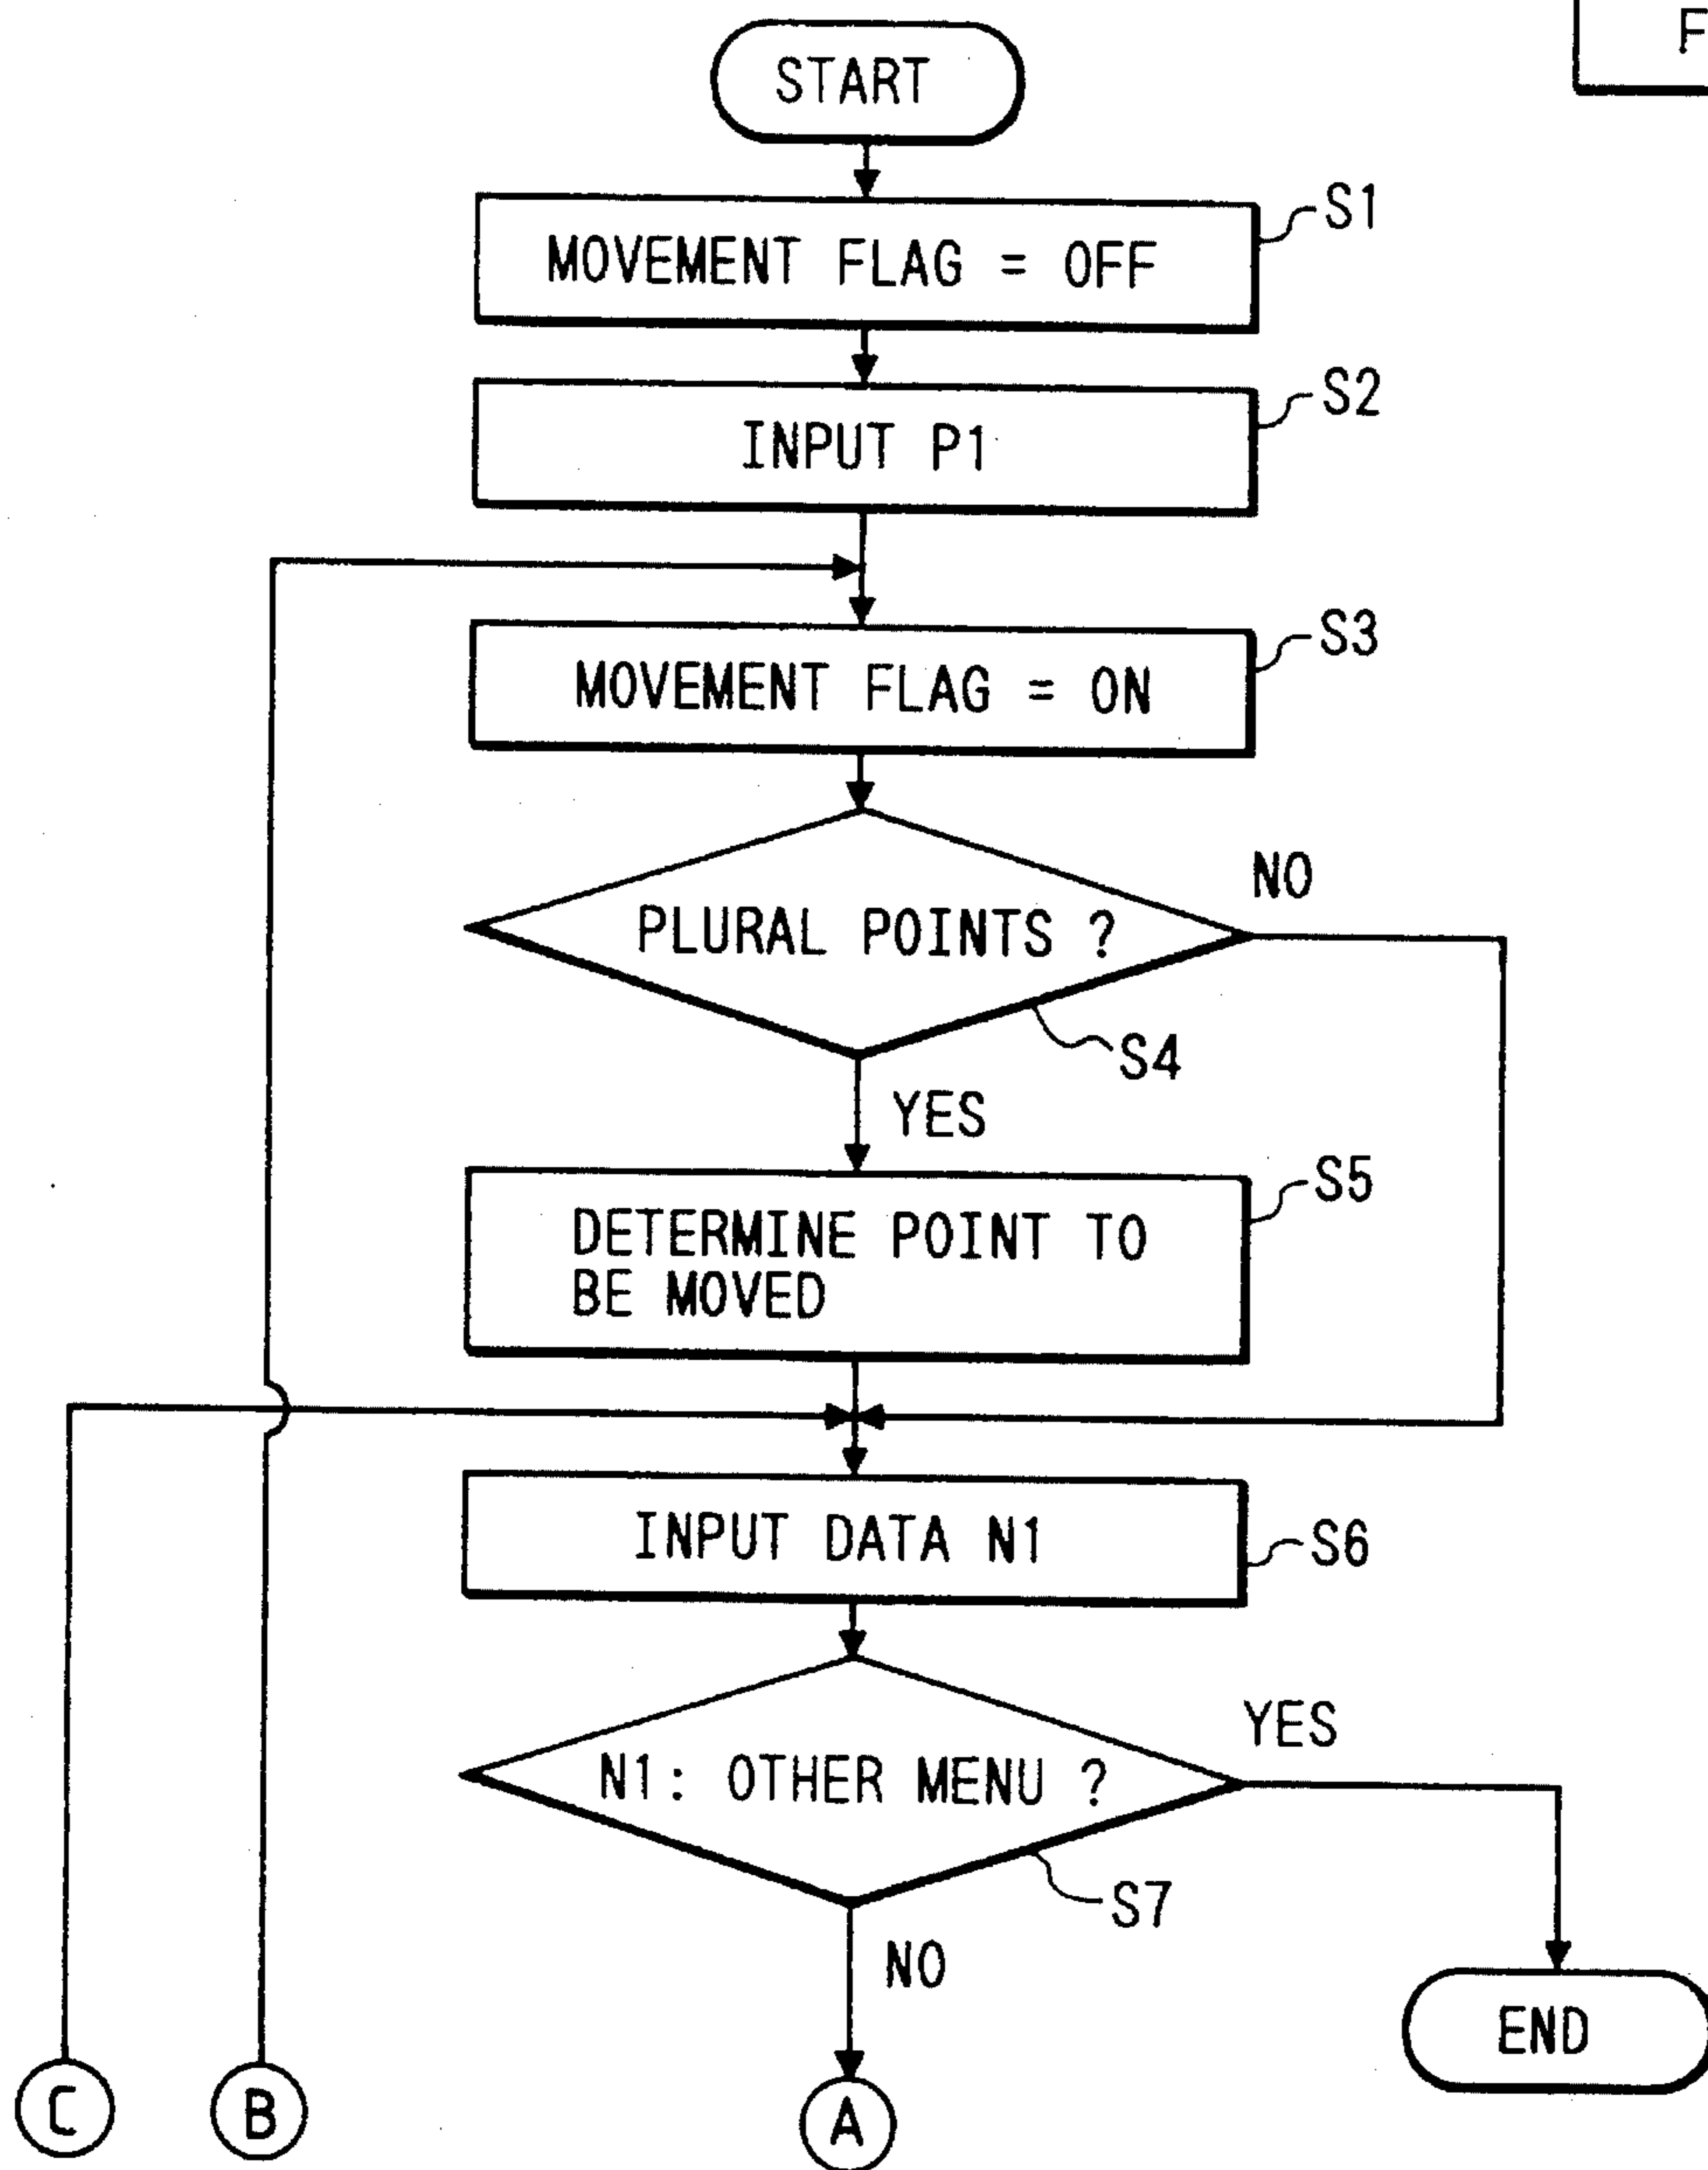 F
START
S1
MOVEMENT FLAG = OFF
S2
INPUT P1
S3
MOVEMENT FLAG = ON
NO
PLURAL POINTS ?
S4
YES
S5
DETERMINE POINT TO
BE MOVED
INPUT DATA N1
S6
YES
N1: OTHER MENU ?
S7
NO
END
C
B
A